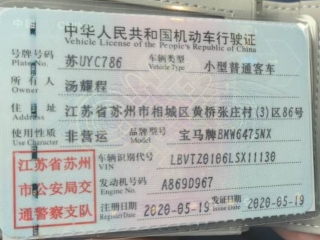 中华人民共和国机动车行驶证
Vehicle License of the People's Republic of China
号牌号码 苏UYC786 车辆类型 小型普通客车
Plate No. Vehicle Type
所有人 汤耀程
Owner
住址 江苏省苏州市相城区黄桥张庄村(3)区86号
Address
使用性质 非营运 品牌型号 宝马牌BMW6475NX
Use Character Model
江苏省苏州
市公安局交
通警察支队
车辆识别代号 LBVTZ0106LSX11130
VIN
发动机号码 A869D967
Engine No.
注册日期 2020-05-19 发证日期 2020-05-19
Register Date Issue Date